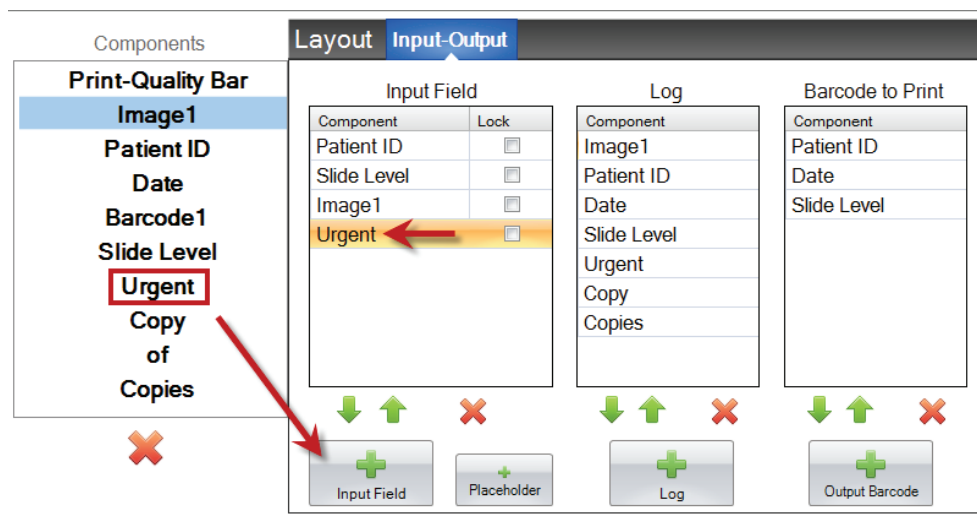 Components
Print-Quality Bar
Image1
Patient ID
Date
Barcode1
Slide Level
Urgent
Copy
of
Copies
Layout Input-Output
Input Field
Component Lock
Patient ID
Slide Level
Image1
Urgent
Input Field
Placeholder
Log
Component
Image1
Patient ID
Date
Slide Level
Urgent
Copy
Copies
Log
Barcode to Print
Component
Patient ID
Date
Slide Level
Output Barcode